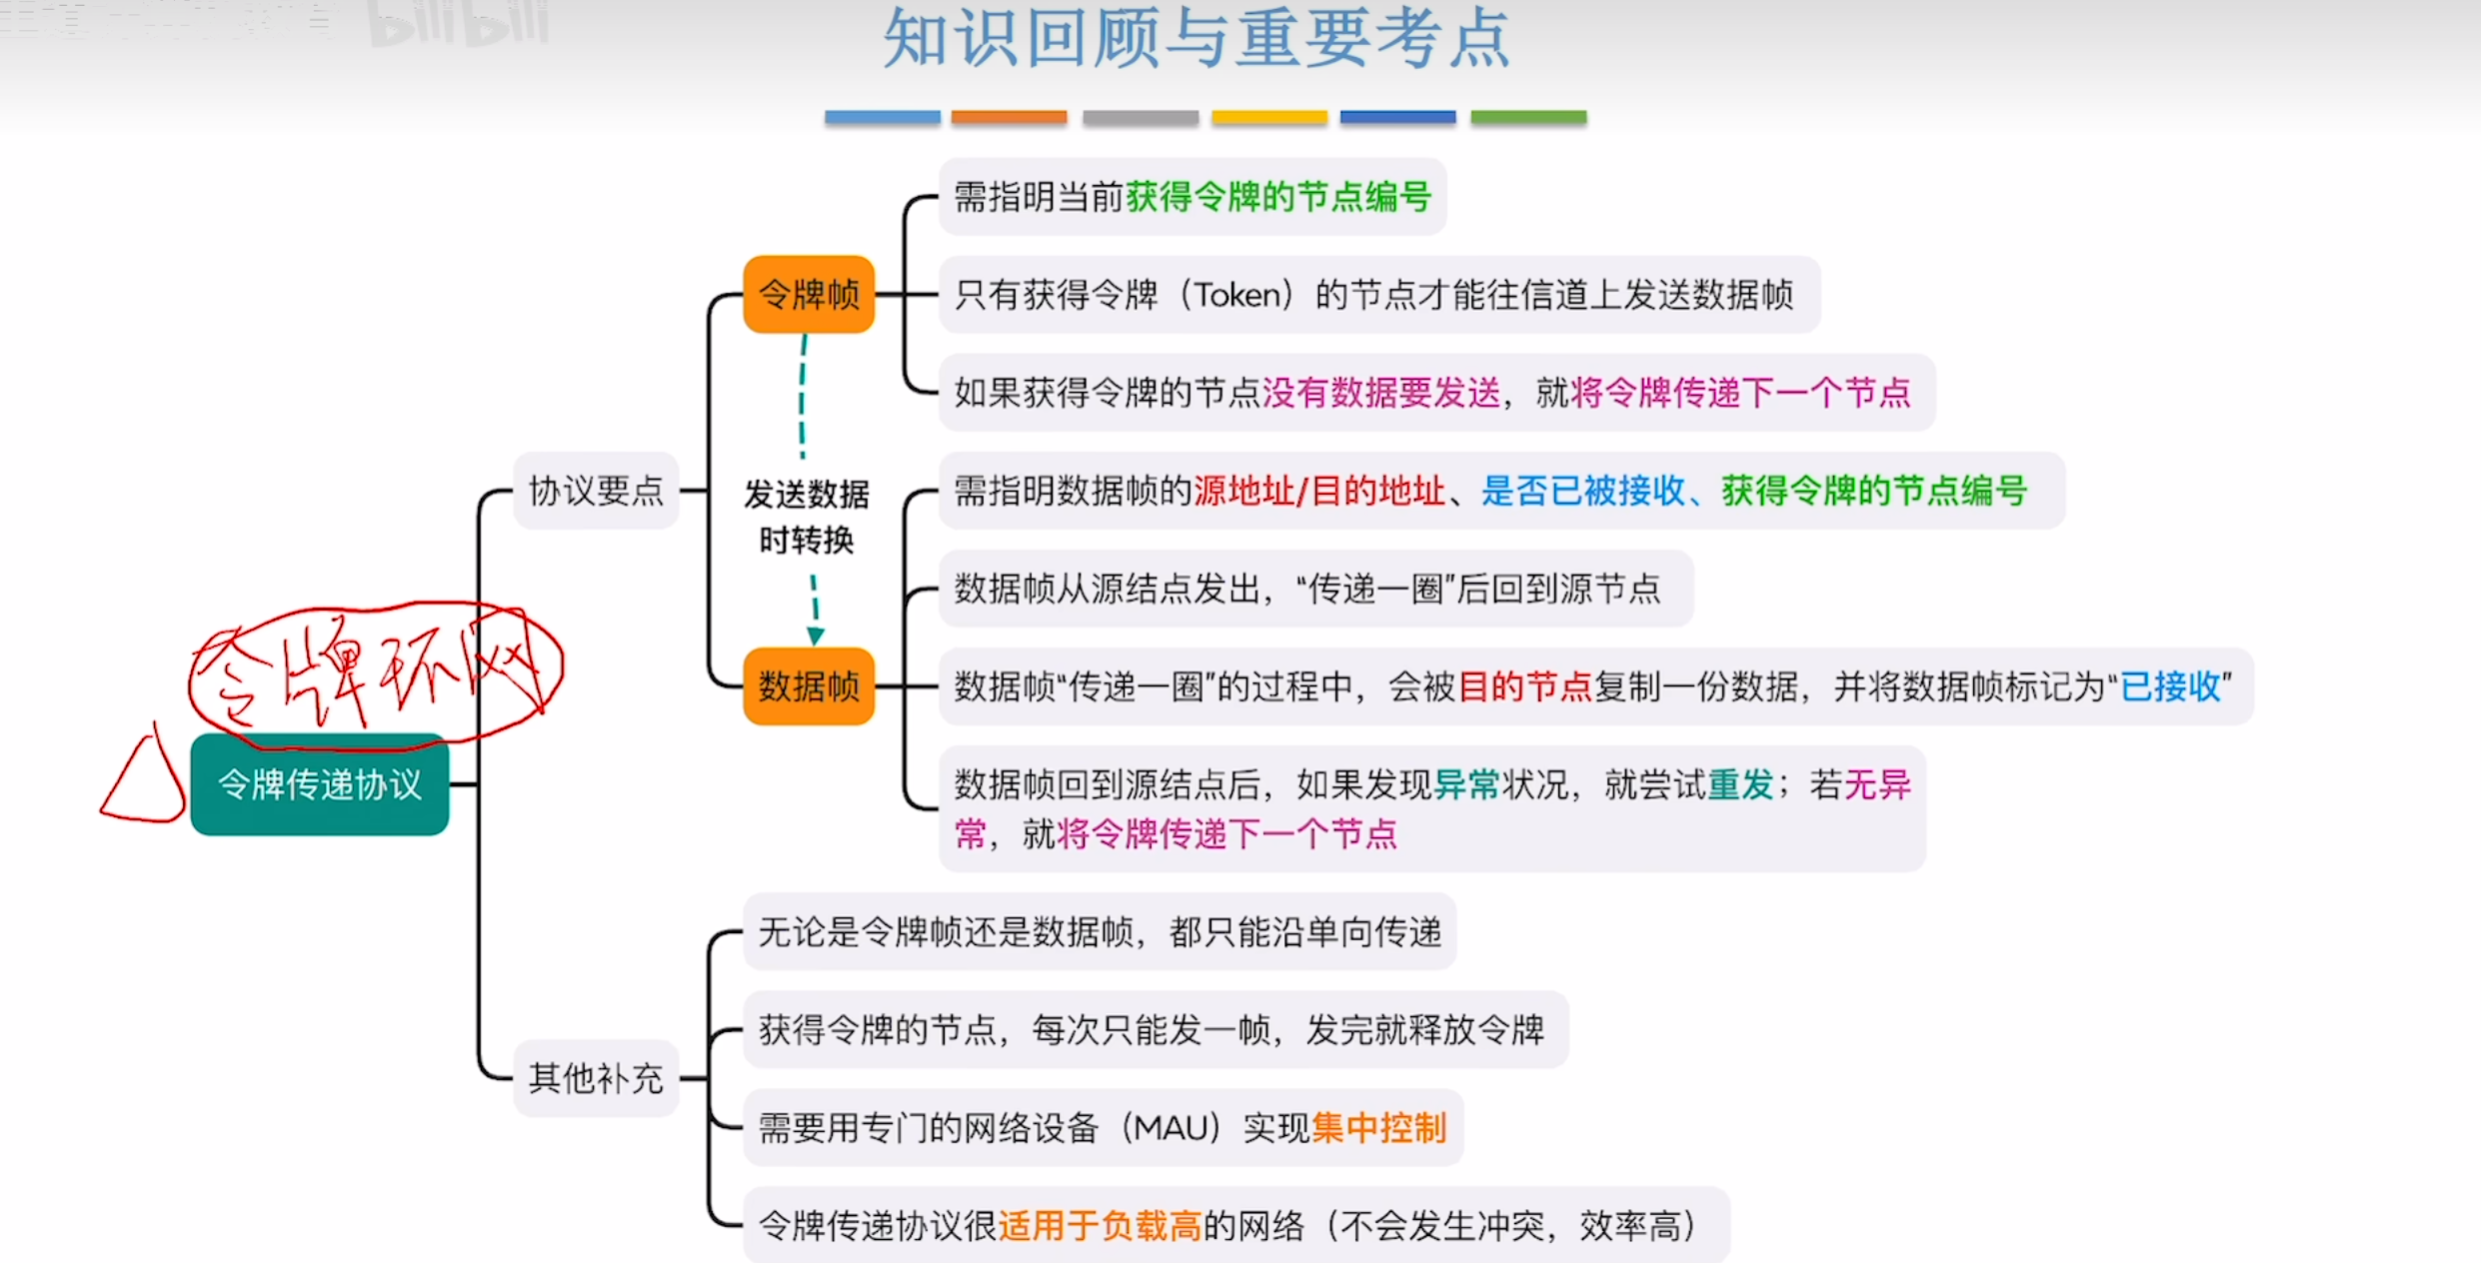 bilibili
知识回顾与重要考点
需指明当前获得令牌的节点编号
令牌帧
只有获得令牌（Token）的节点才能往信道上发送数据帧
如果获得令牌的节点没有数据要发送，就将令牌传递下一个节点
协议要点
发送数据
时转换
需指明数据帧的源地址/目的地址、是否已被接收、获得令牌的节点编号
数据帧从源结点发出，“传递一圈”后回到源节点
数据帧
数据帧“传递一圈”的过程中，会被目的节点复制一份数据，并将数据帧标记为“已接收”
数据帧回到源结点后，如果发现异常状况，就尝试重发；若无异
常，就将令牌传递下一个节点
令牌环网
令牌传递协议
其他补充
无论是令牌帧还是数据帧，都只能沿单向传递
获得令牌的节点，每次只能发一帧，发完就释放令牌
需要用专门的网络设备（MAU）实现集中控制
令牌传递协议很适用于负载高的网络（不会发生冲突，效率高）